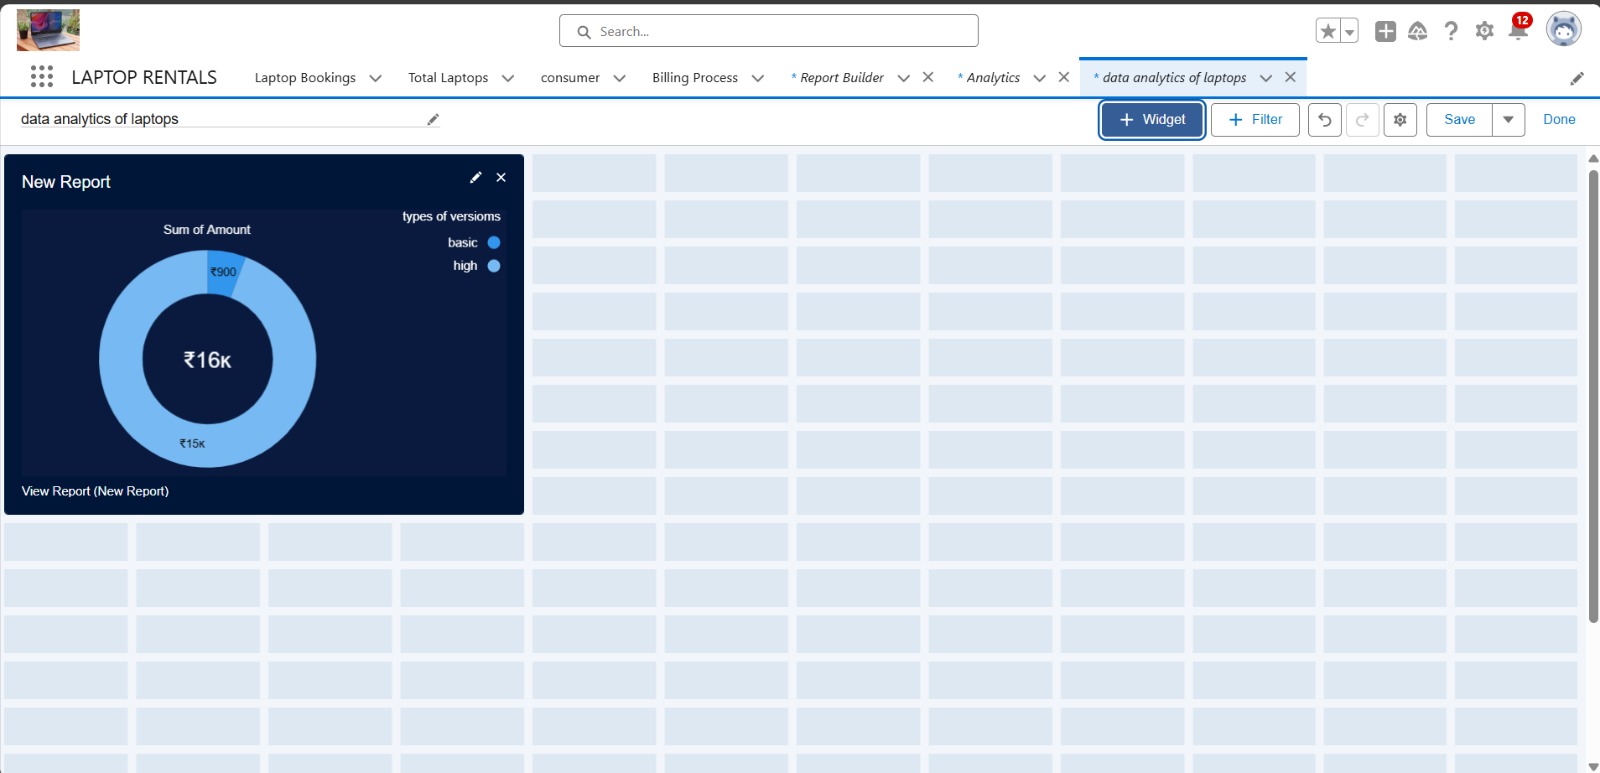 Search...
12
LAPTOP RENTALS Laptop Bookings Total Laptops consumer Billing Process * Report Builder * Analytics * data analytics of laptops
data analytics of laptops
+ Widget + Filter Save Done
New Report
types of versioms
Sum of Amount
basic
high
₹900
₹16K
₹15K
View Report (New Report)